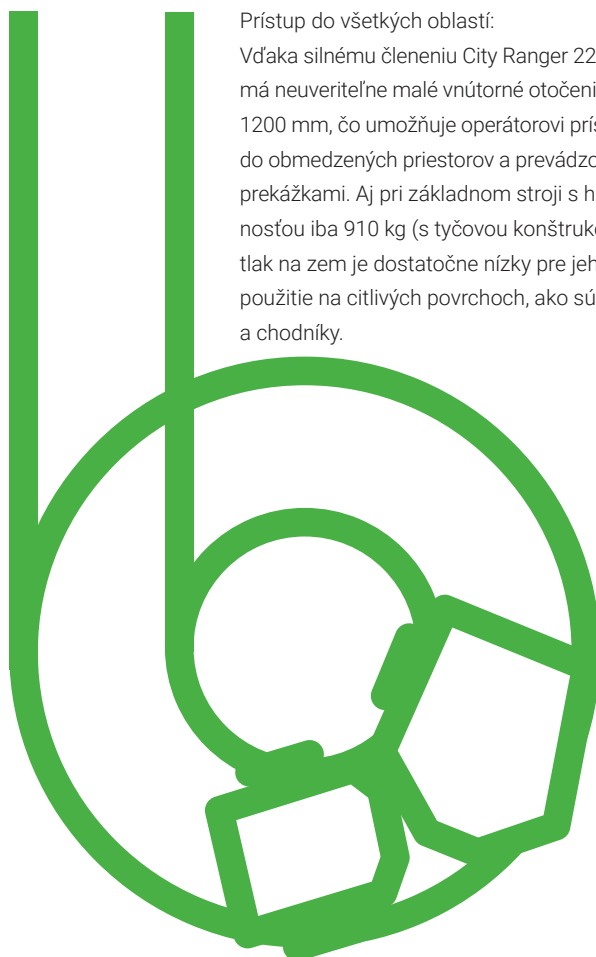 Prístup do všetkých oblastí:
Vďaka silnému členeniu City Ranger 22
má neuveriteľne malé vnútorné otočeni
1200 mm, čo umožňuje operátorovi prís
do obmedzených priestorov a prevádzo
prekážkami. Aj pri základnom stroji s h
nosťou iba 910 kg (s tyčovou konštrukc
tlak na zem je dostatočne nízky pre jeh
použitie na citlivých povrchoch, ako sú
a chodníky.